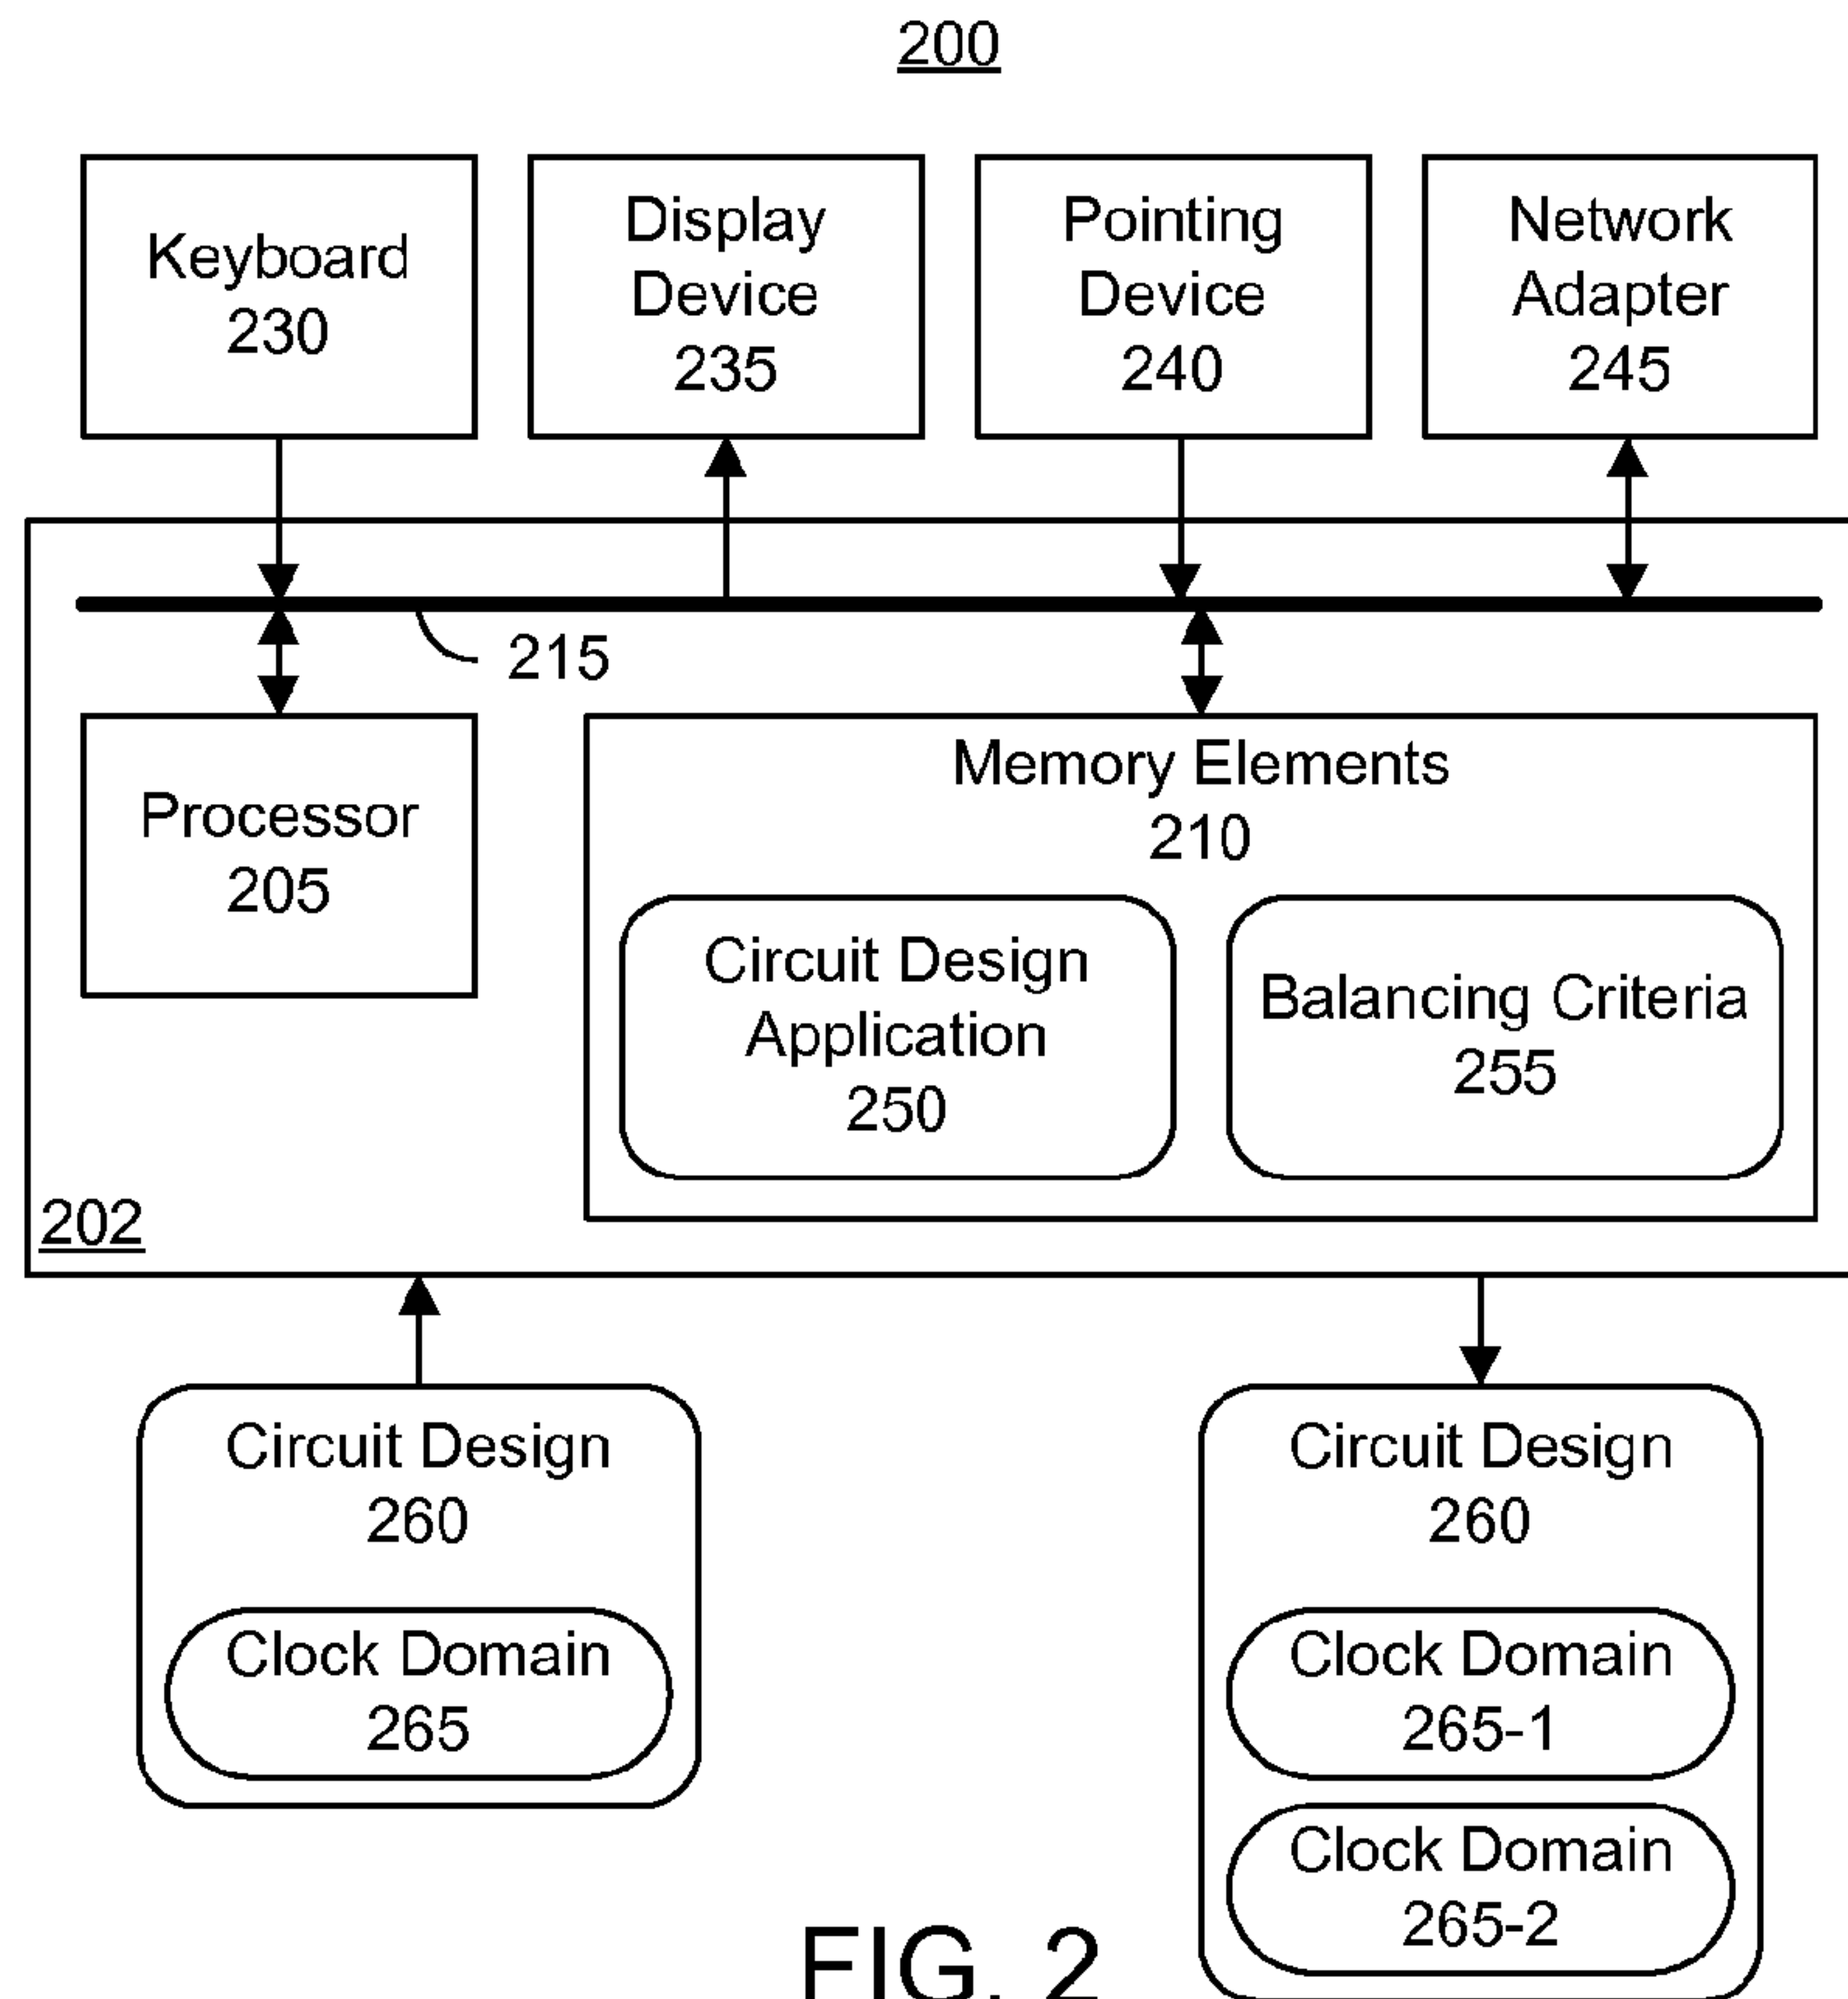 200
Keyboard
230
Display
Device
235
Pointing
Device
240
Network
Adapter
245
215
Processor
205
Memory Elements
210
Circuit Design
Application
250
Balancing Criteria
255
202
Circuit Design
260
Clock Domain
265
Circuit Design
260
Clock Domain
265-1
Clock Domain
265-2
FIG. 2